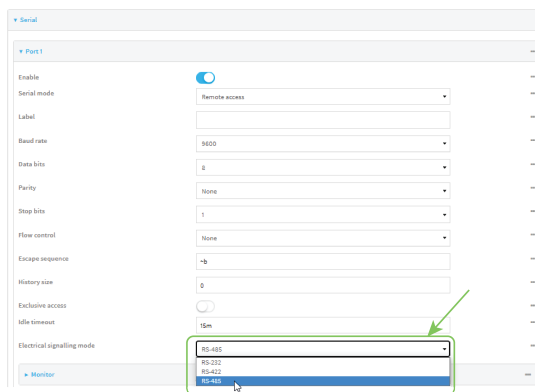 Serial
Port 1
Enable
Serial mode Remote access
Label
Baud rate 9600
Data bits 8
Parity None
Stop bits 1
Flow control None
Escape sequence ~b
History size 0
Exclusive access
Idle timeout 15m
Electrical signalling mode RS-485
RS-232
RS-422
RS-485
Monitor